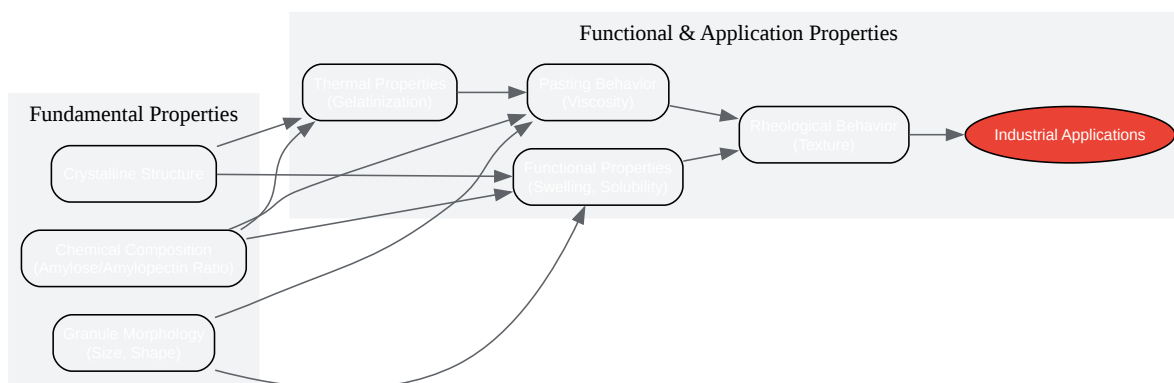 Functional & Application Properties
Thermal Properties
(Gelatinization)
Pasting Behavior
(Viscosity)
Fundamental Properties
Rheological Behavior
(Texture)
Industrial Applications
Crystalline Structure
Functional Properties
(Swelling, Solubility)
Chemical Composition
(Amylose/Amylopectin Ratio)
Granule Morphology
(Size, Shape)